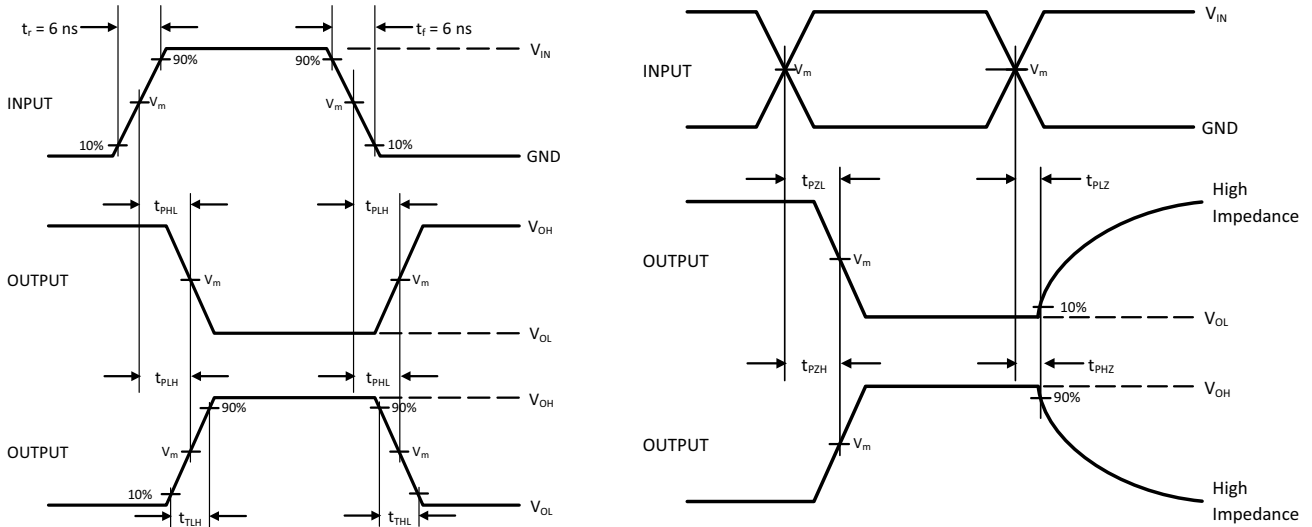 tr = 6 ns
tf = 6 ns
VIN
90%
90%
INPUT
Vm
Vm
10%
10%
GND
tPHL
tPLH
VOH
OUTPUT
Vm
Vm
VOL
tPLH
tPHL
VOH
90%
90%
OUTPUT
Vm
Vm
10%
VOL
tTLH
tTHL
VIN
INPUT
Vm
Vm
GND
tPZL
tPLZ
High
Impedance
OUTPUT
Vm
10%
VOL
tPZH
tPHZ
VOH
90%
OUTPUT
Vm
High
Impedance